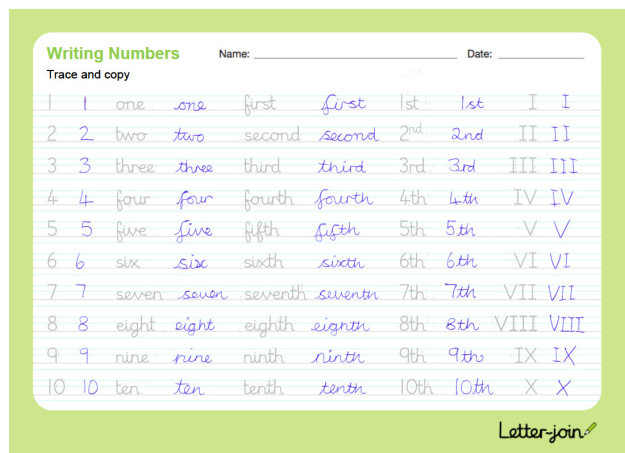 Writing Numbers Name: Date:
Trace and copy
1 1 one one first first 1st 1st I I
2 2 two two second second 2nd 2nd II II
3 3 three three third third 3rd 3rd III III
4 4 four four fourth fourth 4th 4th IV IV
5 5 five five fifth fifth 5th 5th V V
6 6 six six sixth sixth 6th 6th VI VI
7 7 seven seven seventh seventh 7th 7th VII VII
8 8 eight eight eighth eighth 8th 8th VIII VIII
9 9 nine nine ninth ninth 9th 9th IX IX
10 10 ten ten tenth tenth 10th 10th X X
Letter-join